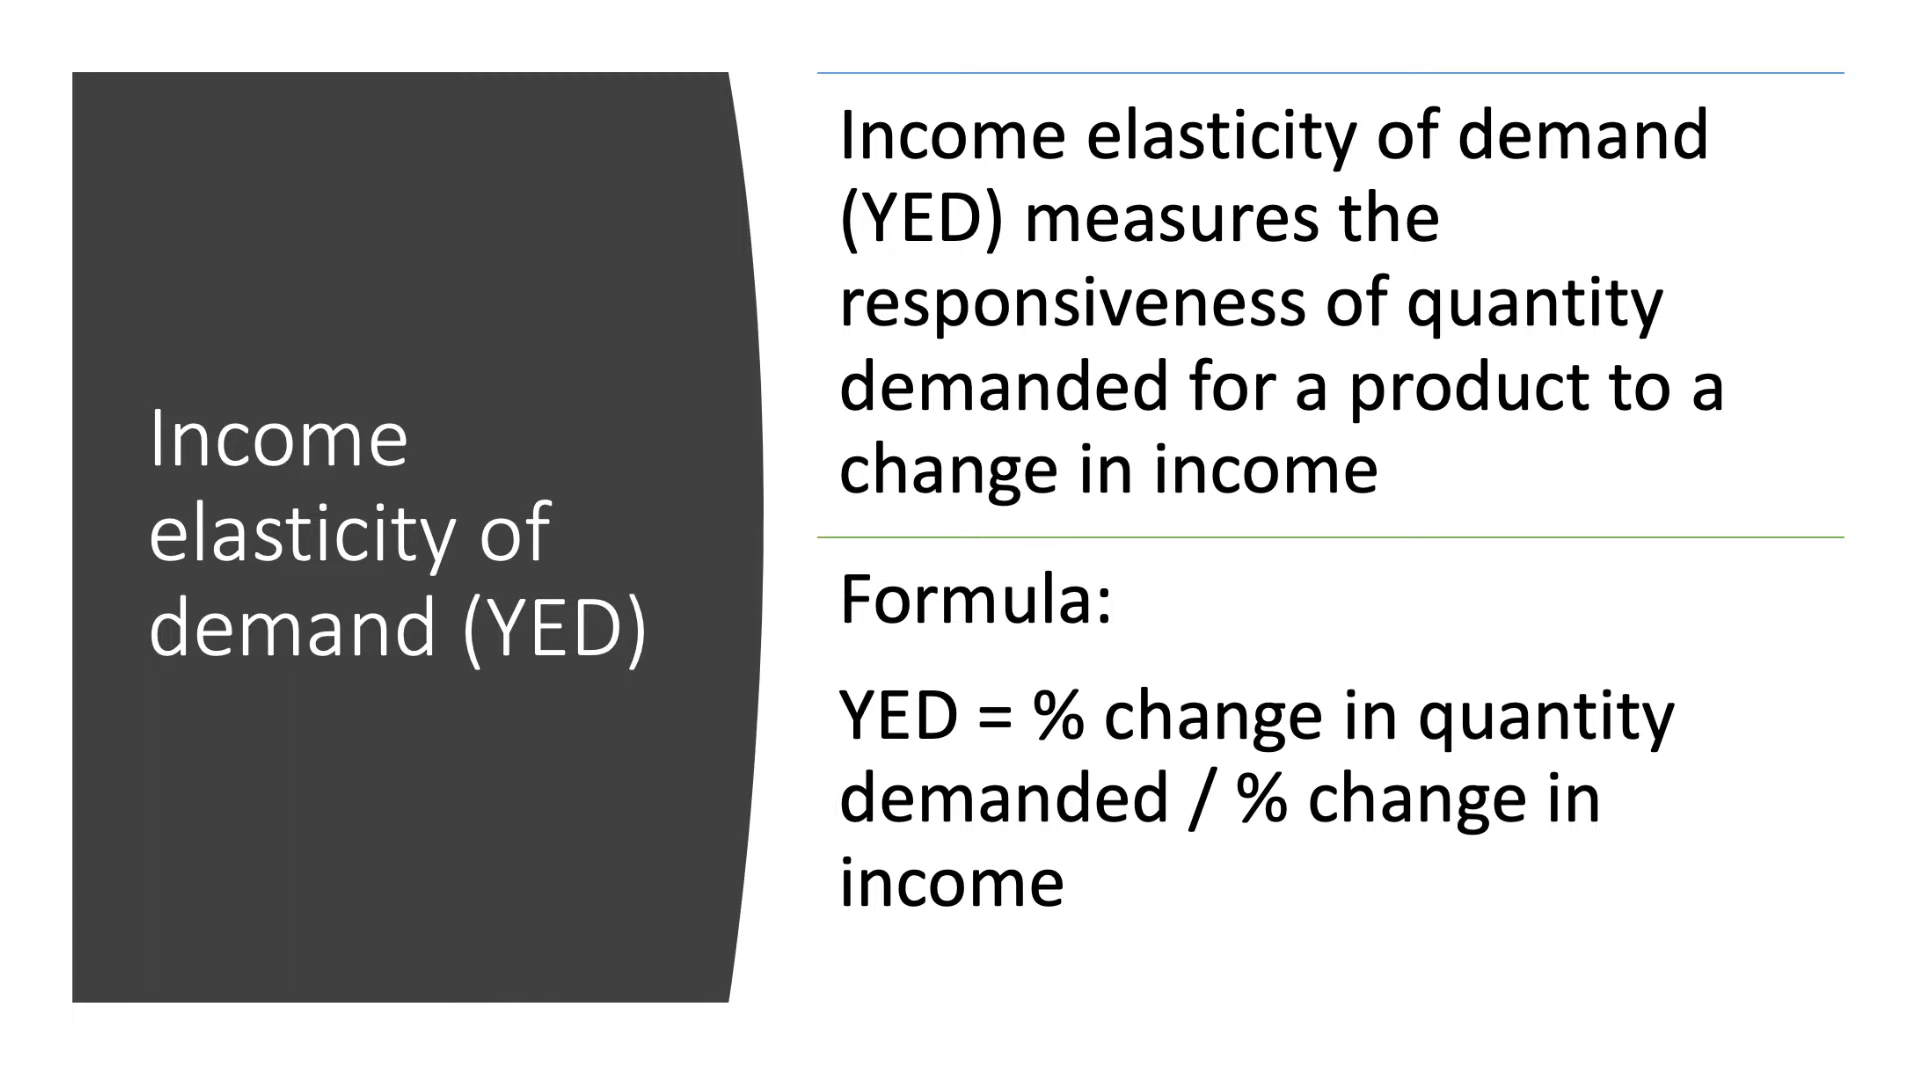 Income
elasticity of
demand (YED)
Income elasticity of demand
(YED) measures the
responsiveness of quantity
demanded for a product to a
change in income
Formula:
YED = % change in quantity
demanded / % change in
income